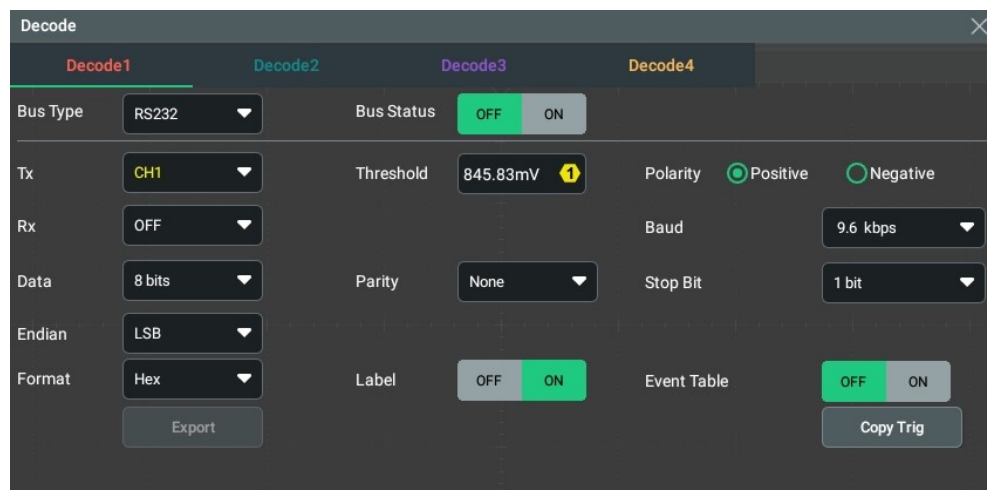 Decode
Decode1 Decode2 Decode3 Decode4
Bus Type RS232 Bus Status OFF ON
Tx CH1 Threshold 845.83mV 1 Polarity Positive Negative
Rx OFF Baud 9.6 kbps
Data 8 bits Parity None Stop Bit 1 bit
Endian LSB
Format Hex Label OFF ON Event Table OFF ON
Export Copy Trig